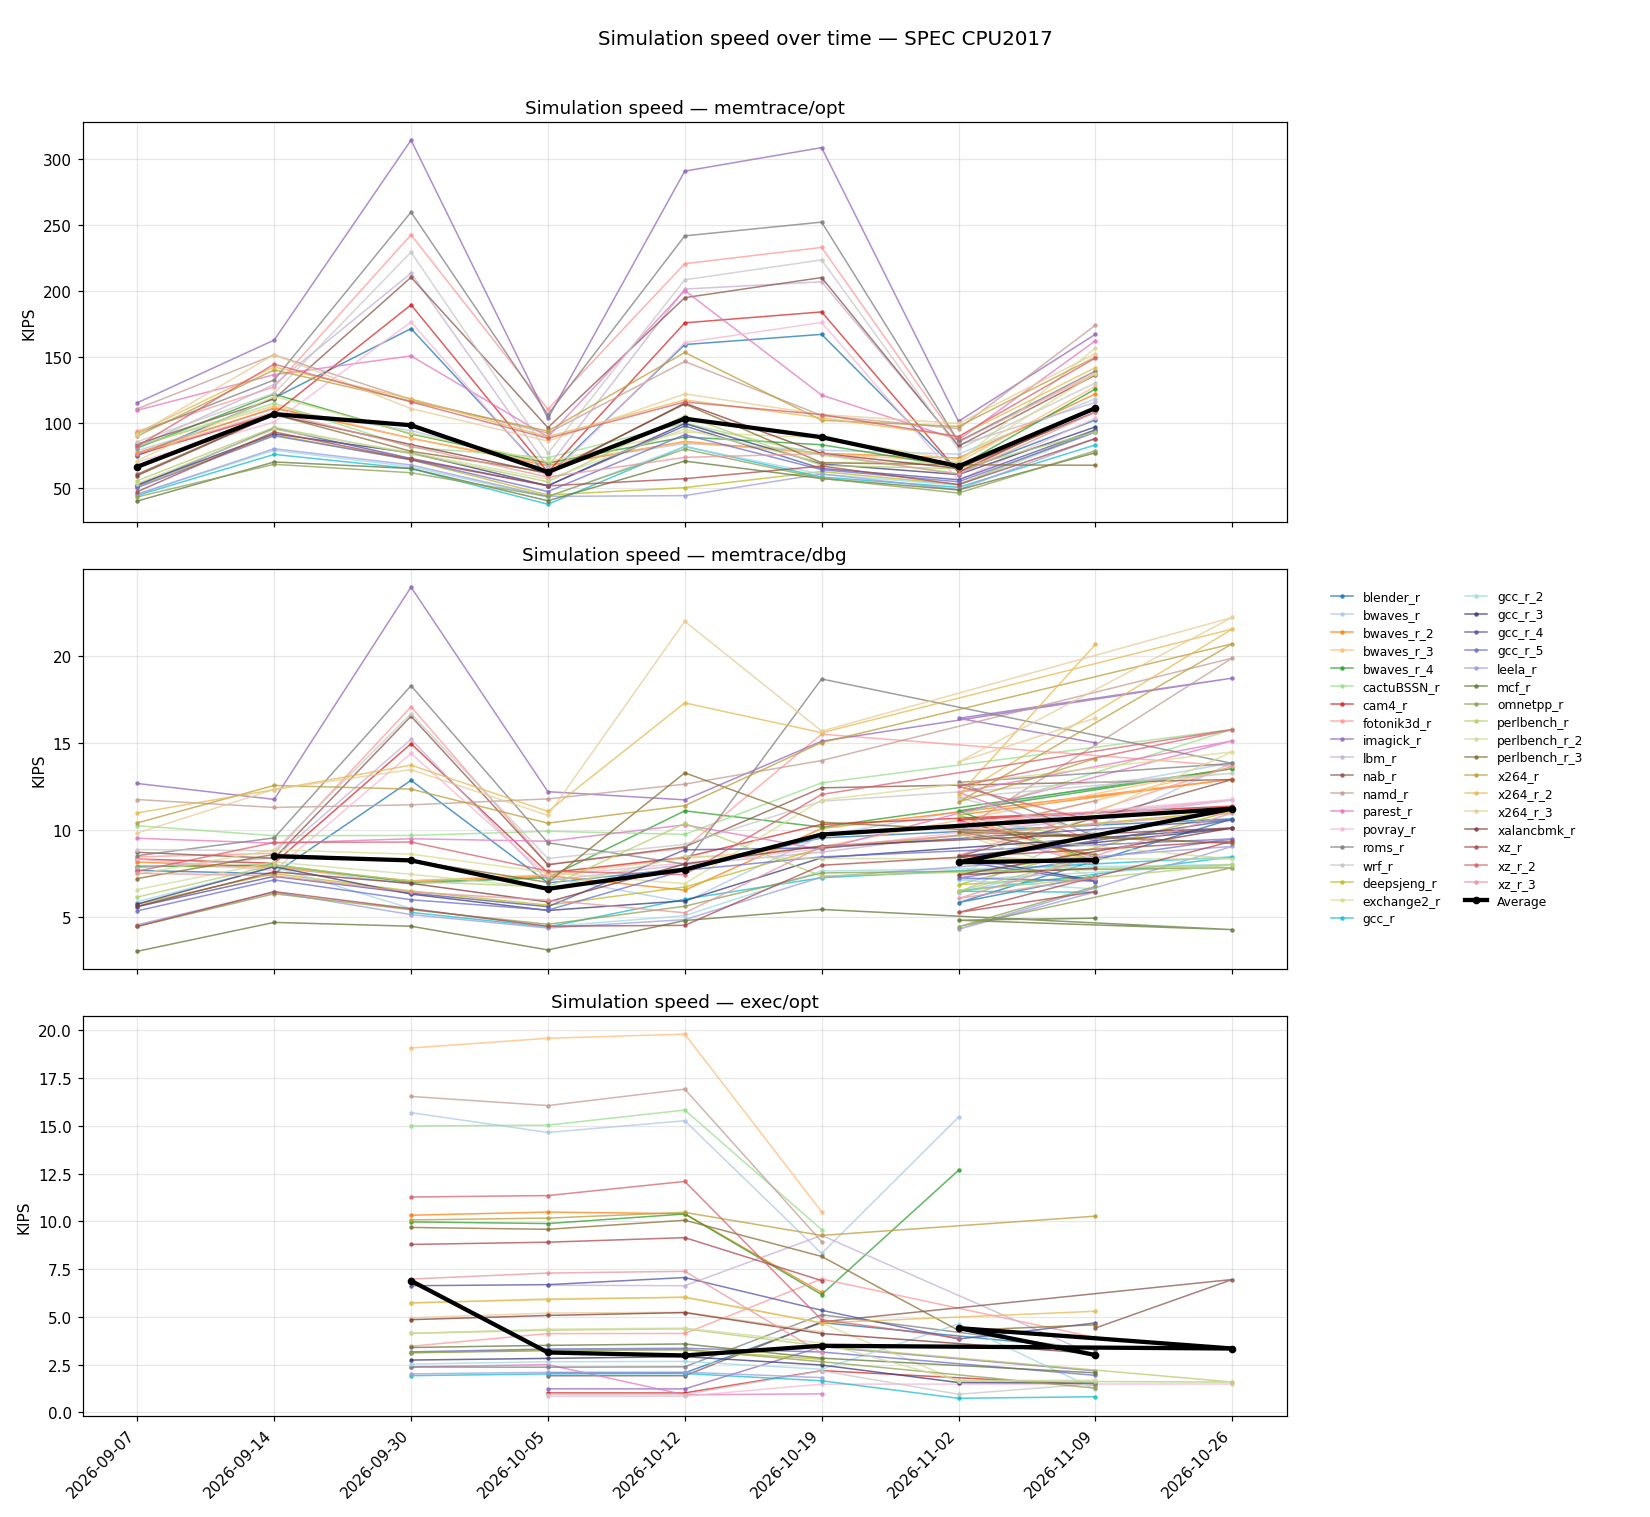 Simulation speed over time — SPEC CPU2017
Simulation speed — memtrace/opt
300
250
200
150
100
50
KIPS
Simulation speed — memtrace/dbg
20
15
10
5
KIPS
blender_r
bwaves_r
bwaves_r_2
bwaves_r_3
bwaves_r_4
cactuBSSN_r
cam4_r
fotonik3d_r
imagick_r
lbm_r
nab_r
namd_r
parest_r
povray_r
roms_r
wrf_r
deepsjeng_r
exchange2_r
gcc_r
gcc_r_2
gcc_r_3
gcc_r_4
gcc_r_5
leela_r
mcf_r
omnetpp_r
perlbench_r
perlbench_r_2
perlbench_r_3
x264_r
x264_r_2
x264_r_3
xalancbmk_r
xz_r
xz_r_2
xz_r_3
Average
Simulation speed — exec/opt
20.0
17.5
15.0
12.5
10.0
7.5
5.0
2.5
0.0
KIPS
2026-09-07
2026-09-14
2026-09-30
2026-10-05
2026-10-12
2026-10-19
2026-11-02
2026-11-09
2026-10-26